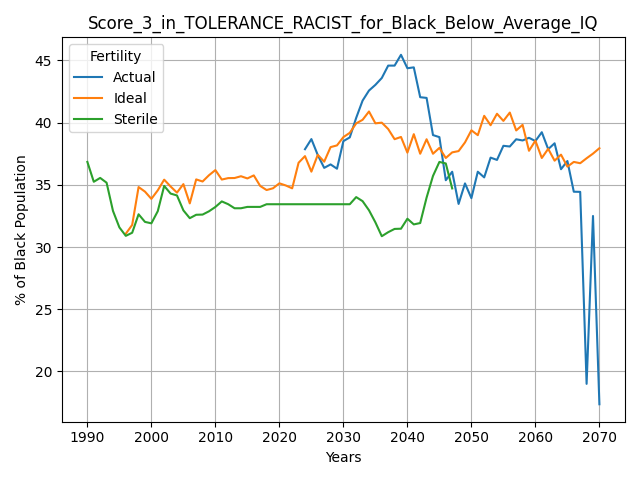 Score_3_in_TOLERANCE_RACIST_for_Black_Below_Average_IQ
Fertility
Actual
Ideal
Sterile
% of Black Population
45
40
35
30
25
20
1990 2000 2010 2020 2030 2040 2050 2060 2070
Years